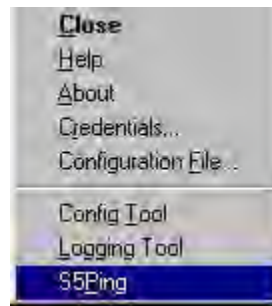 Close
Help
About
Credentials...
Configuration File...
Config Tool
Logging Tool
S5Ping